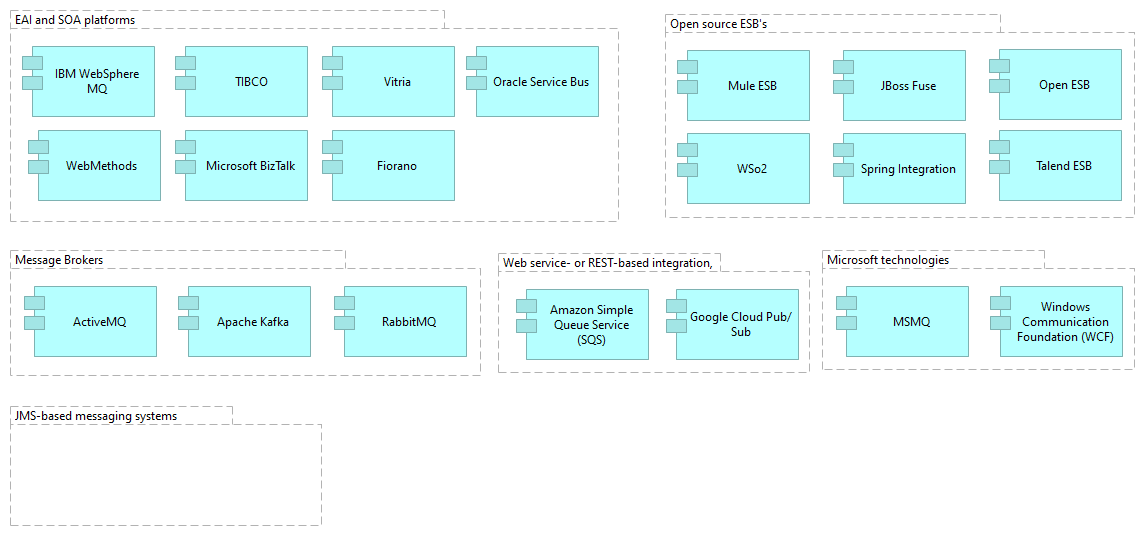 EAI and SOA platforms
IBM WebSphere
MQ
TIBCO
Vitria
Oracle Service Bus
WebMethods
Microsoft BizTalk
Fiorano
Open source ESB's
Mule ESB
JBoss Fuse
Open ESB
WSo2
Spring Integration
Talend ESB
Message Brokers
ActiveMQ
Apache Kafka
RabbitMQ
Web service- or REST-based integration,
Amazon Simple
Queue Service
(SQS)
Google Cloud Pub/
Sub
Microsoft technologies
MSMQ
Windows
Communication
Foundation (WCF)
JMS-based messaging systems